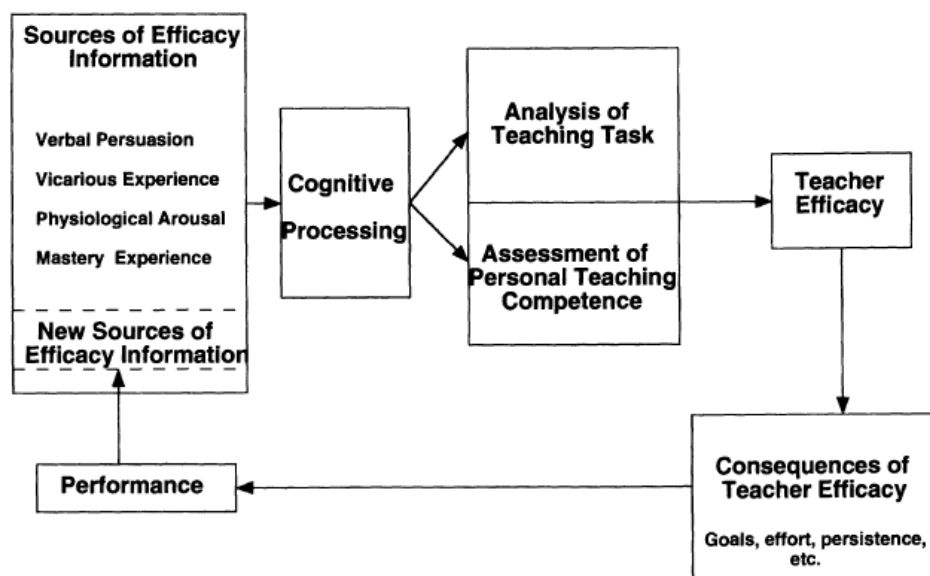 Sources of Efficacy
Information
Verbal Persuasion
Vicarious Experience
Physiological Arousal
Mastery Experience
New Sources of
Efficacy Information
Cognitive
Processing
Analysis of
Teaching Task
Assessment of
Personal Teaching
Competence
Teacher
Efficacy
Consequences of
Teacher Efficacy
Goals, effort, persistence,
etc.
Performance